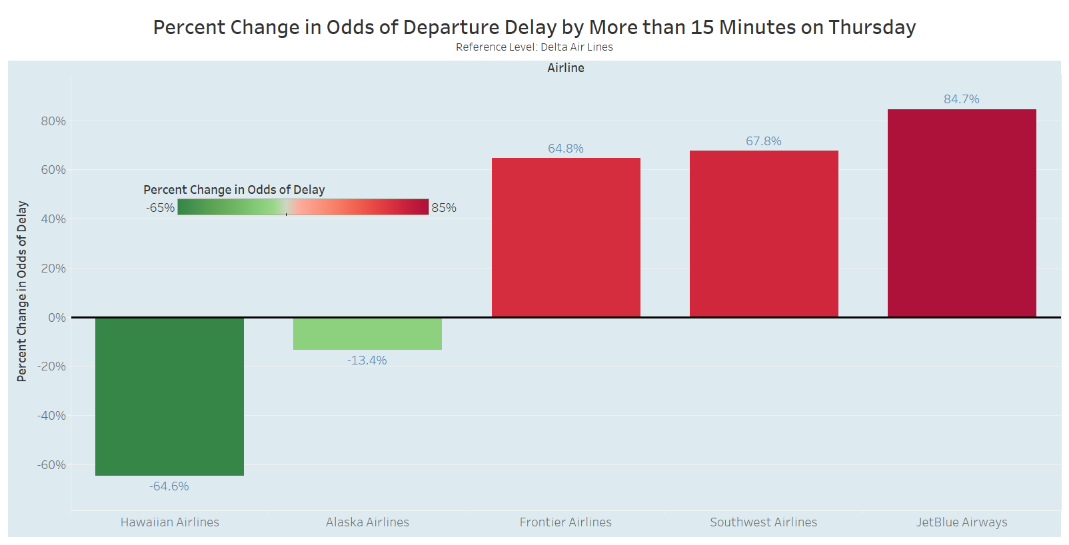 Percent Change in Odds of Departure Delay by More than 15 Minutes on Thursday
Reference Level: Delta Air Lines
Airline
84.7%
80%
67.8%
64.8%
60%
Percent Change in Odds of Delay
-65% 85%
40%
Percent Change in Odds of Delay
20%
0%
-13.4%
-20%
-40%
-60%
-64.6%
Hawaiian Airlines Alaska Airlines Frontier Airlines Southwest Airlines JetBlue Airways